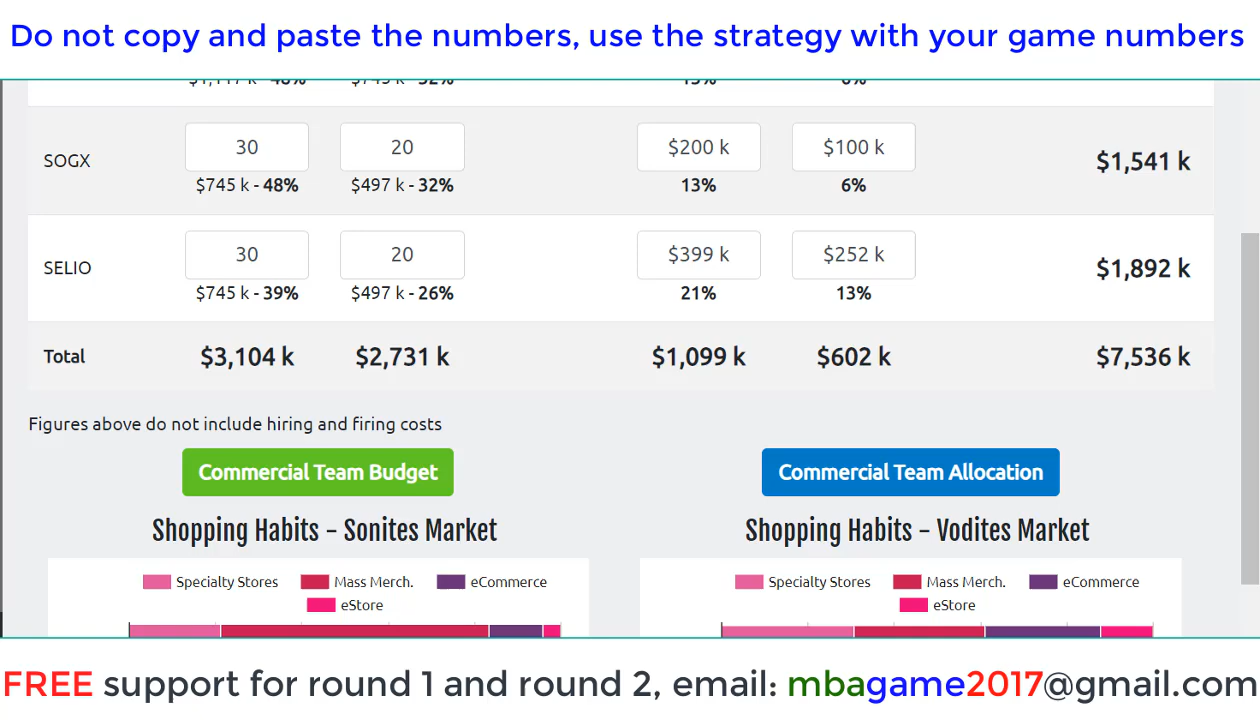 Do not copy and paste the numbers, use the strategy with your game numbers
48% 32% 13% 6%
SOGX 30 20 $200 k $100 k $1,541 k
$745 k - 48% $497 k - 32% 13% 6%
SELIO 30 20 $399 k $252 k $1,892 k
$745 k - 39% $497 k - 26% 21% 13%
Total $3,104 k $2,731 k $1,099 k $602 k $7,536 k
Figures above do not include hiring and firing costs
Commercial Team Budget Commercial Team Allocation
Shopping Habits - Sonites Market Shopping Habits - Vodites Market
Specialty Stores Mass Merch. eCommerce Specialty Stores Mass Merch. eCommerce
eStore eStore
FREE support for round 1 and round 2, email: mbagame2017@gmail.com